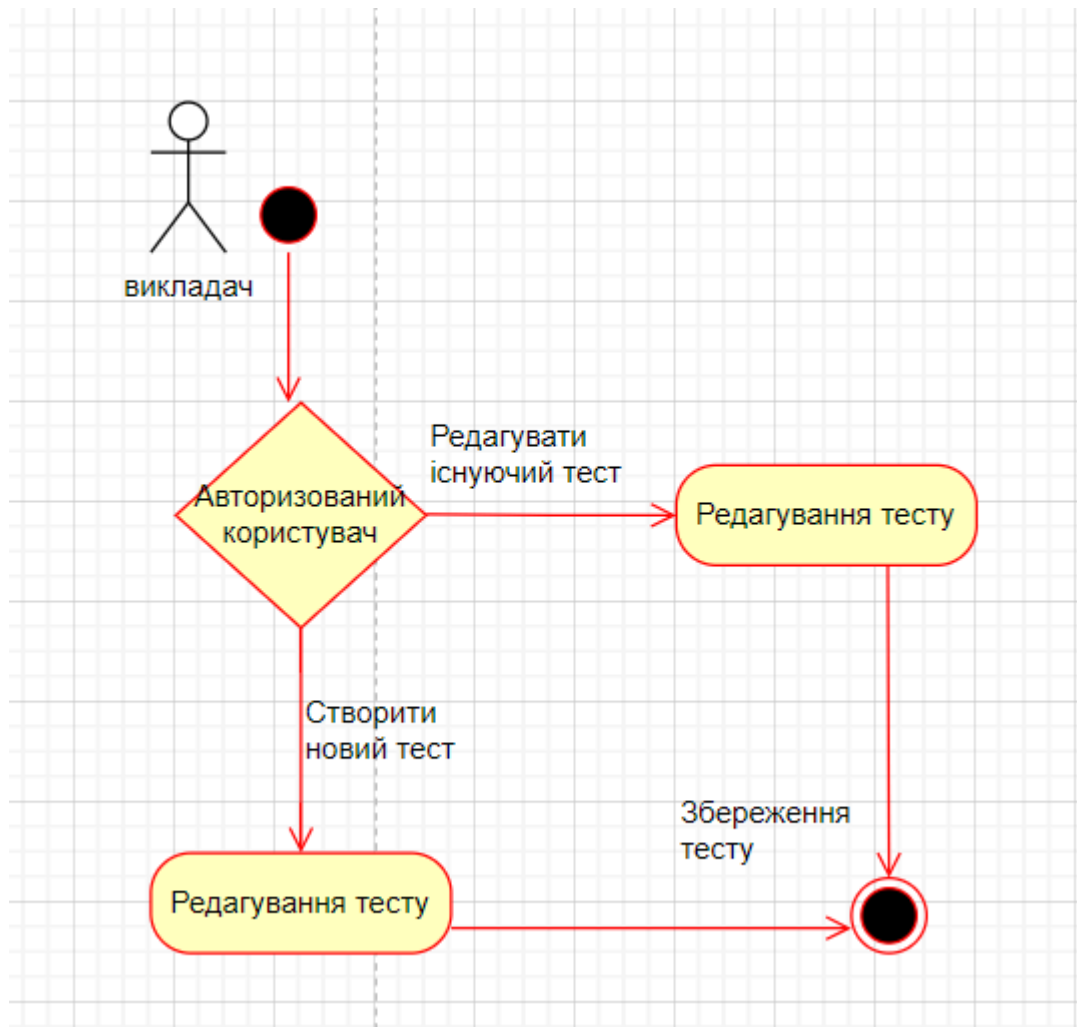 викладач
Авторизований
користувач
Редагувати
існуючий тест
Редагування тесту
Створити
новий тест
Збереження
тесту
Редагування тесту